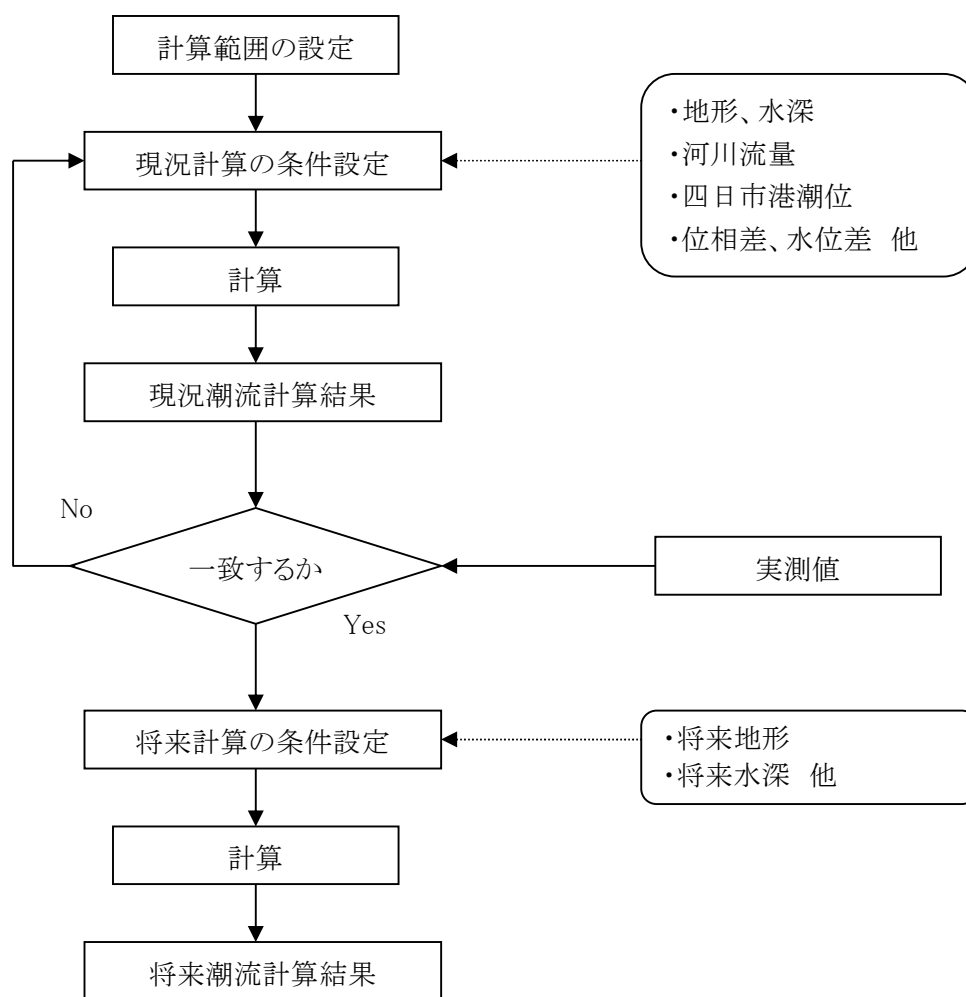 計算範囲の設定
現況計算の条件設定
・地形、水深
・河川流量
・四日市港潮位
・位相差、水位差 他
計算
現況潮流計算結果
No
一致するか
実測値
Yes
将来計算の条件設定
・将来地形
・将来水深 他
計算
将来潮流計算結果